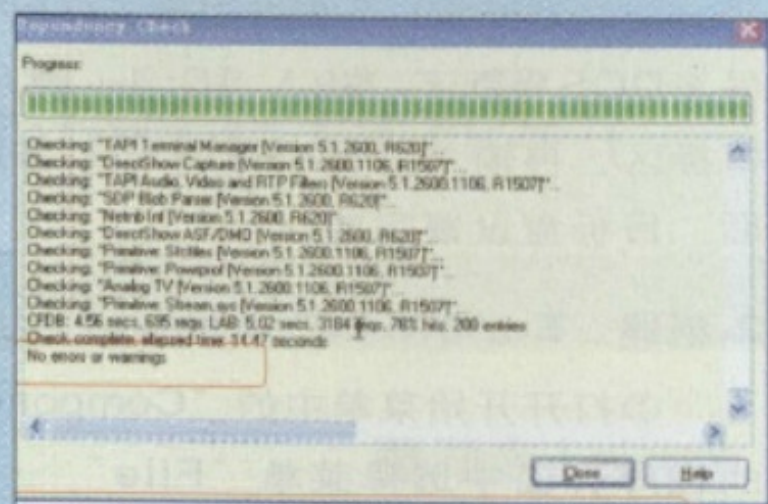 Dependency Check
Progress:
Checking: "TAPI Terminal Manager [Version 5.1.2600, R620]"...
Checking: "DirectShow Capture [Version 5.1.2600.1106, R1507]"...
Checking: "TAPI Audio, Video and RTP Filters [Version 5.1.2600.1106, R1507]"...
Checking: "SDP Blob Parser [Version 5.1.2600, R620]"...
Checking: "Netrtb Inf [Version 5.1.2600, R620]"...
Checking: "DirectShow ASF/DMO [Version 5.1.2600, R620]"...
Checking: "Primitive: Sfcfiles [Version 5.1.2600.1106, R1507]"...
Checking: "Primitive: Powrprof [Version 5.1.2600.1106, R1507]"...
Checking: "Analog TV [Version 5.1.2600.1106, R1507]"...
Checking: "Primitive: Stream.sys [Version 5.1.2600.1106, R1507]"...
CFDB: 4.56 secs, 695 reqs, LAB: 5.02 secs, 3184 reqs, 78% hits, 200 entries
Check complete, elapsed time: 14.47 seconds
No errors or warnings
Close
Help